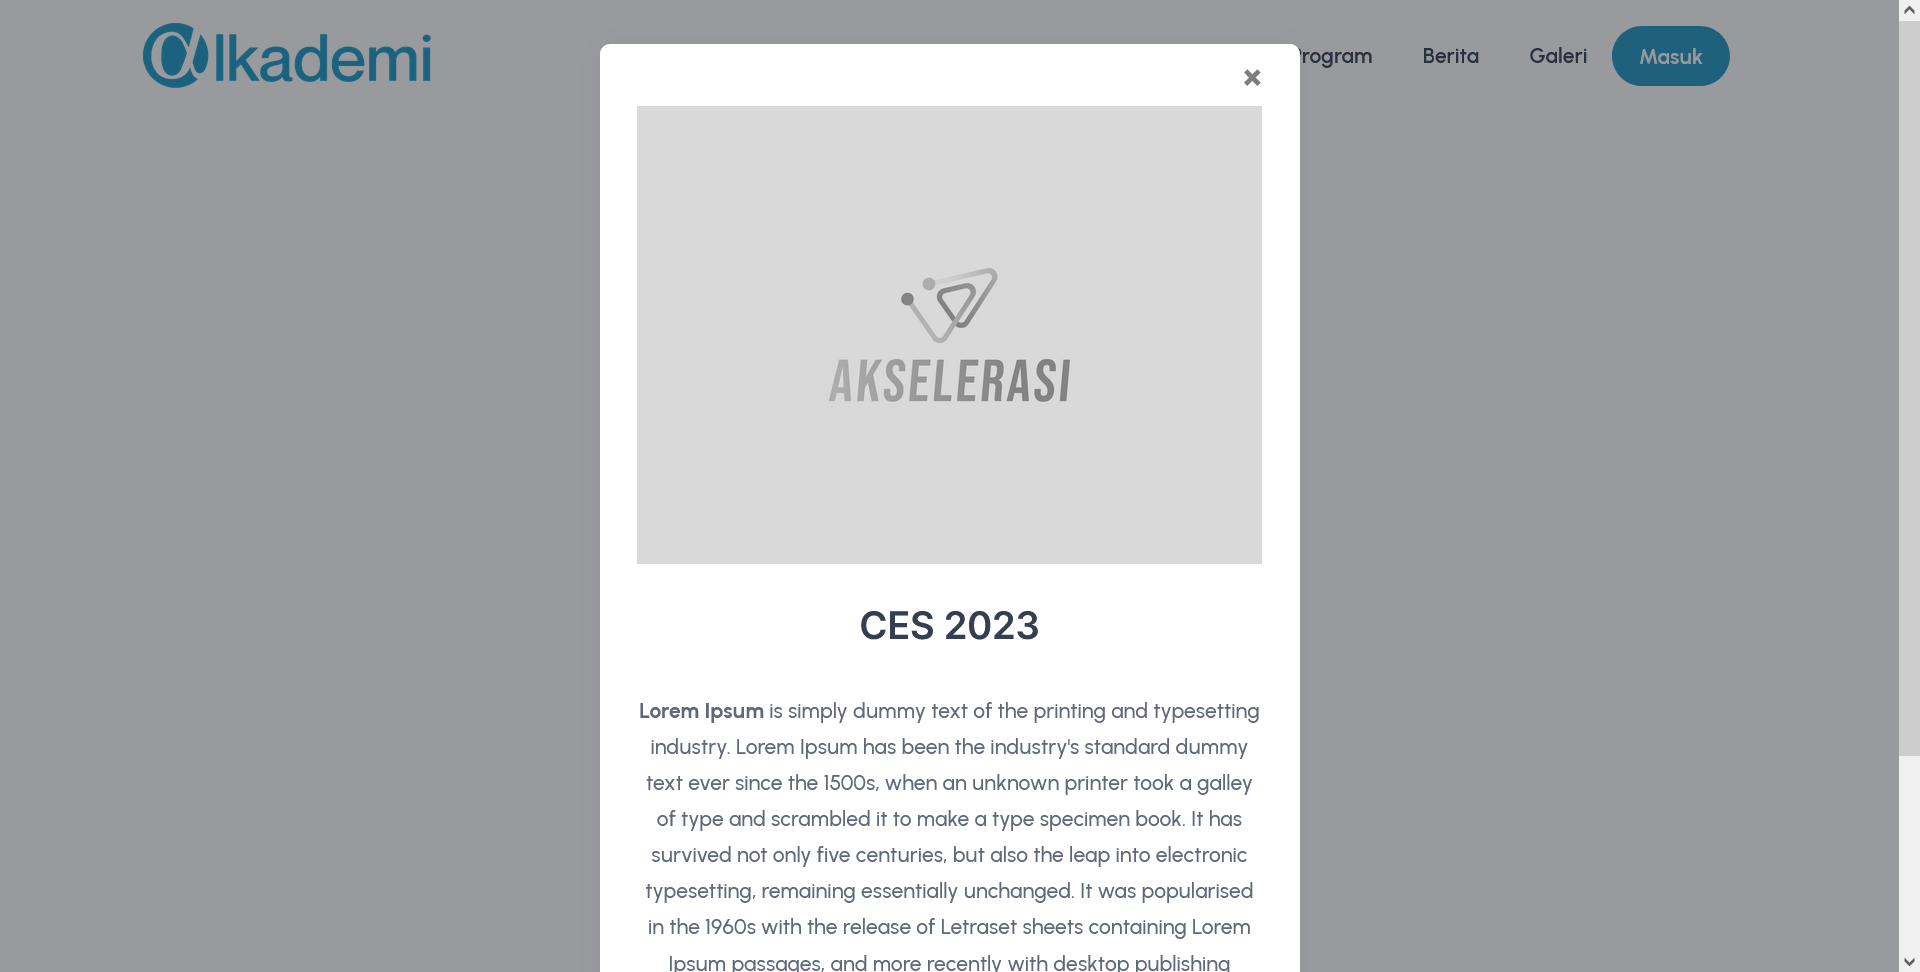 @lkademi
Program
Berita
Galeri
Masuk
AKSELERASI
CES 2023
Lorem Ipsum is simply dummy text of the printing and typesetting
industry. Lorem Ipsum has been the industry's standard dummy
text ever since the 1500s, when an unknown printer took a galley
of type and scrambled it to make a type specimen book. It has
survived not only five centuries, but also the leap into electronic
typesetting, remaining essentially unchanged. It was popularised
in the 1960s with the release of Letraset sheets containing Lorem
Ipsum passages, and more recently with desktop publishing